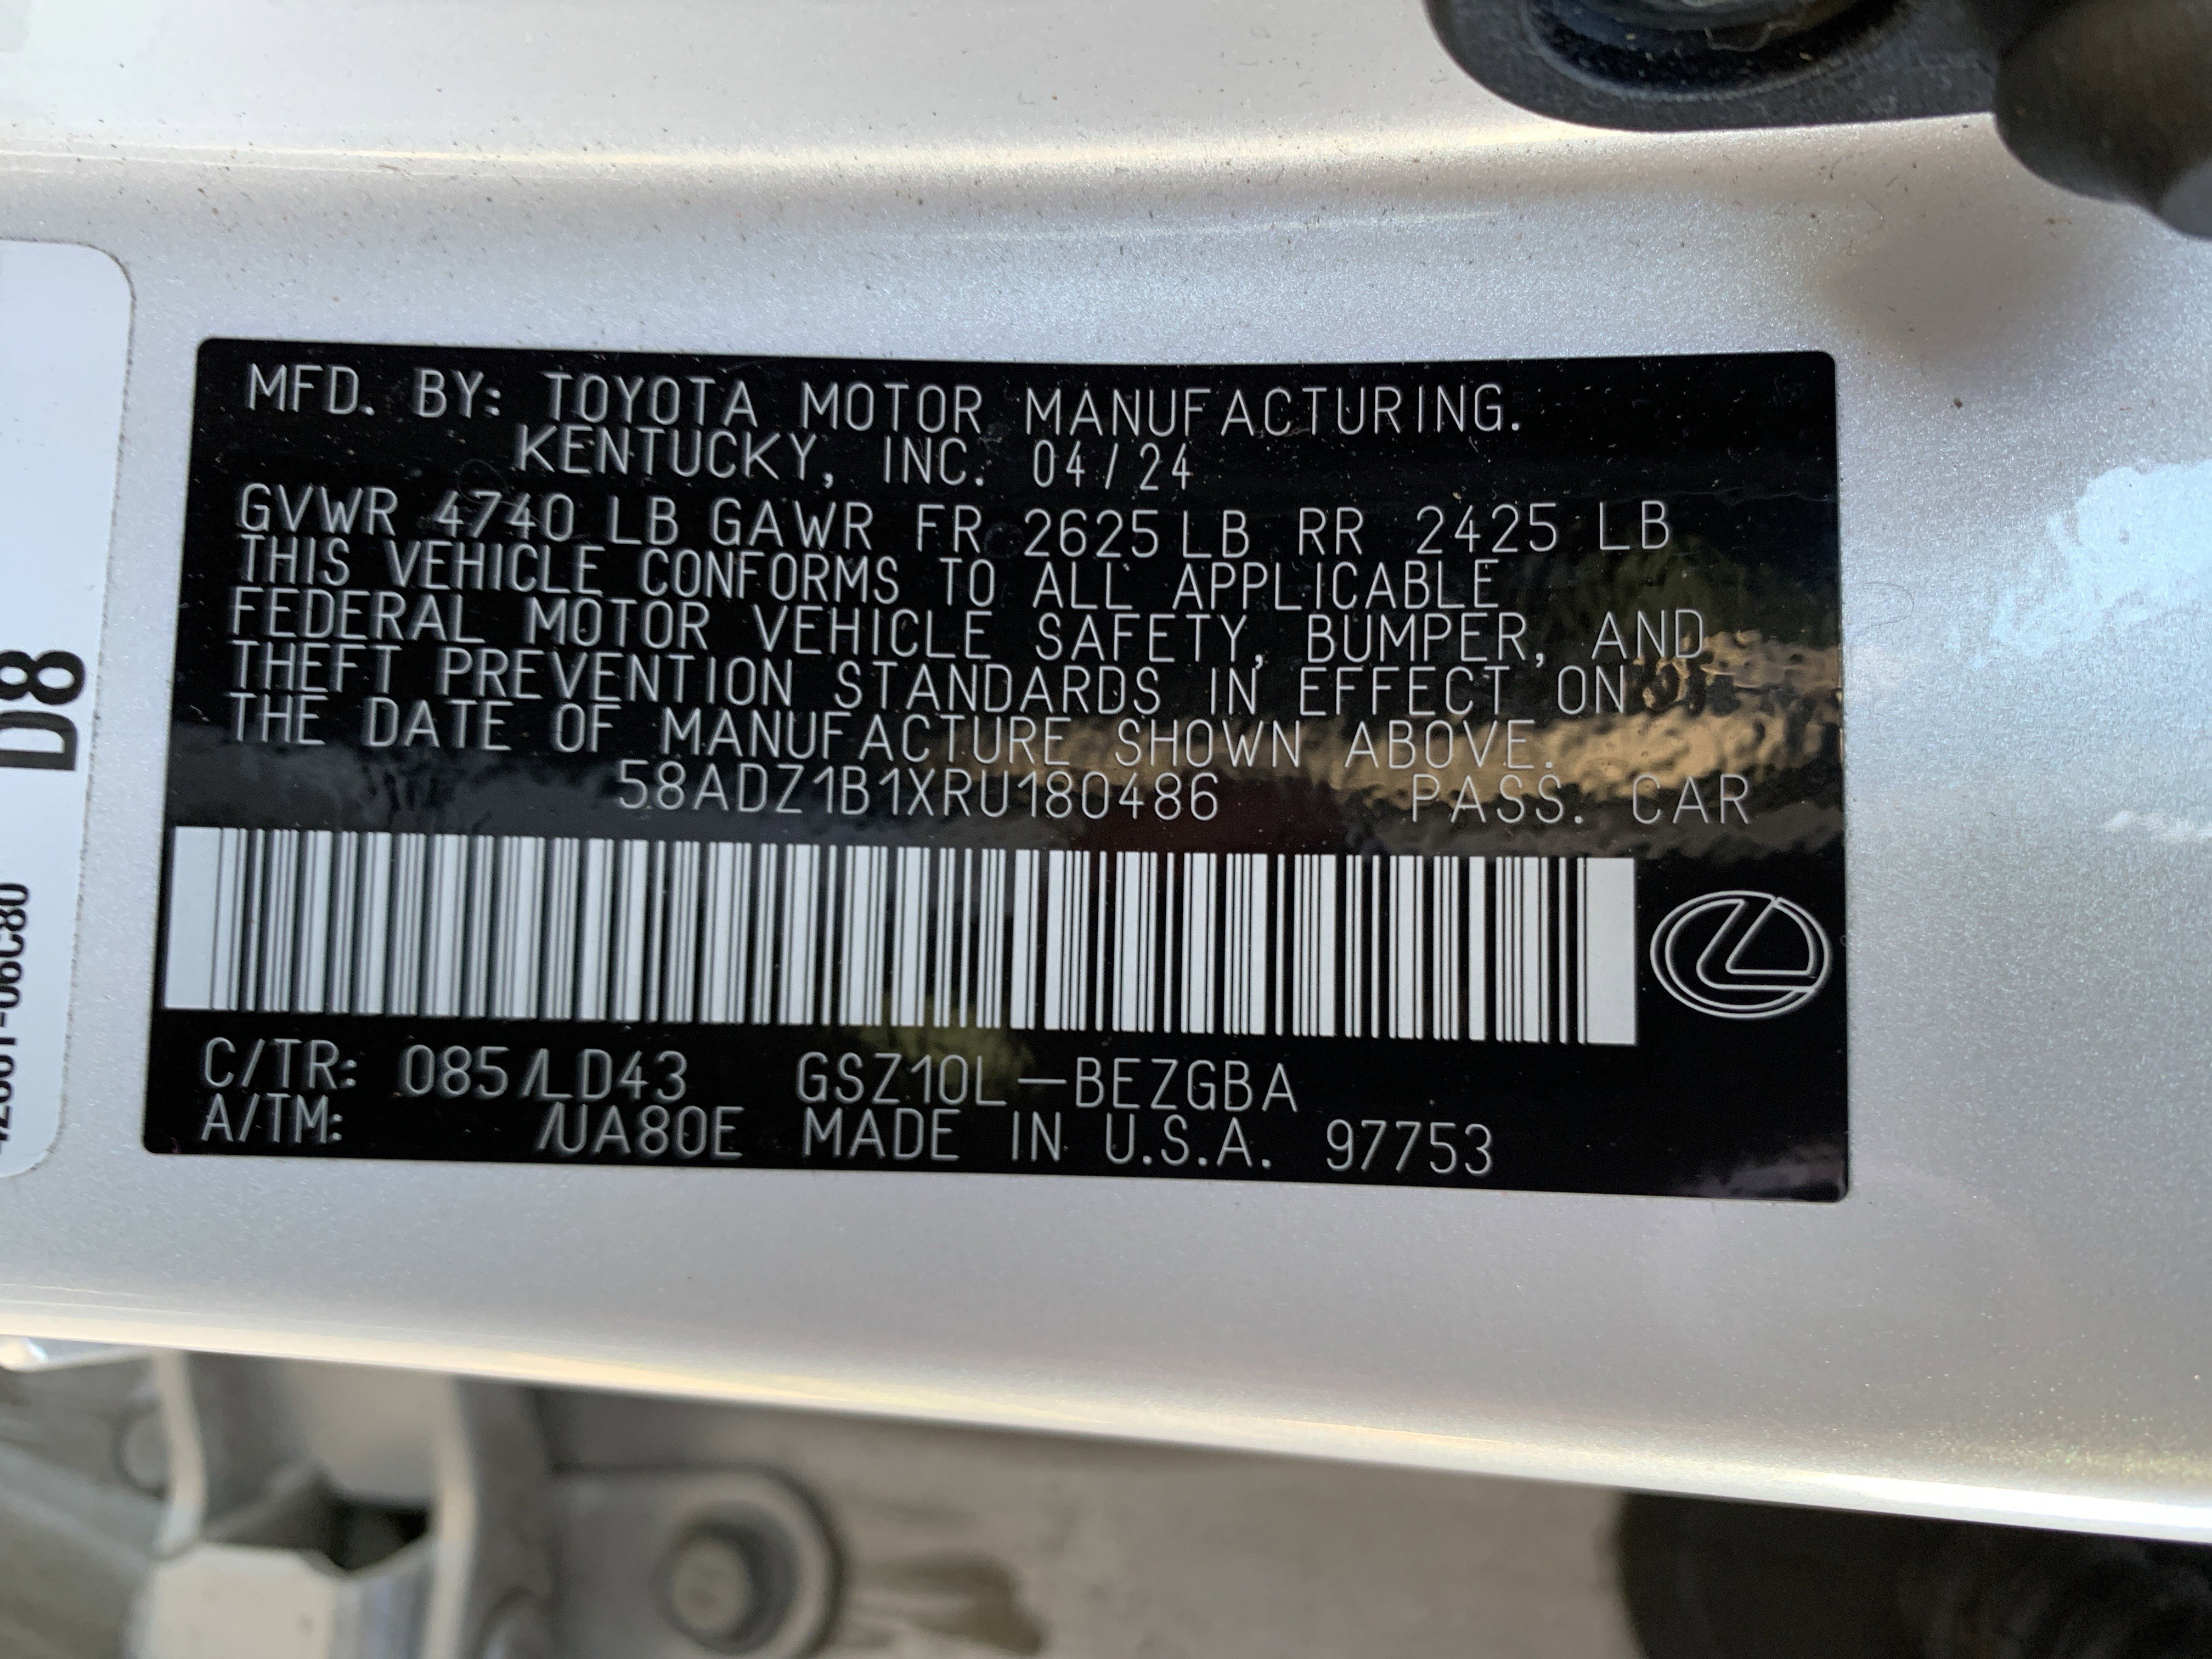 MFD. BY: TOYOTA MOTOR MANUFACTURING.
KENTUCKY, INC. 04/24
GVWR 4740 LB GAWR FR 2625 LB RR 2425 LB
THIS VEHICLE CONFORMS TO ALL APPLICABLE
FEDERAL MOTOR VEHICLE SAFETY, BUMPER, AND
THEFT PREVENTION STANDARDS IN EFFECT ON
THE DATE OF MANUFACTURE SHOWN ABOVE.
58ADZ1B1XRU180486 PASS. CAR
C/TR: 085/LD43 GSZ10L-BEZGBA
A/TM: /UA80E MADE IN U.S.A. 97753
D8